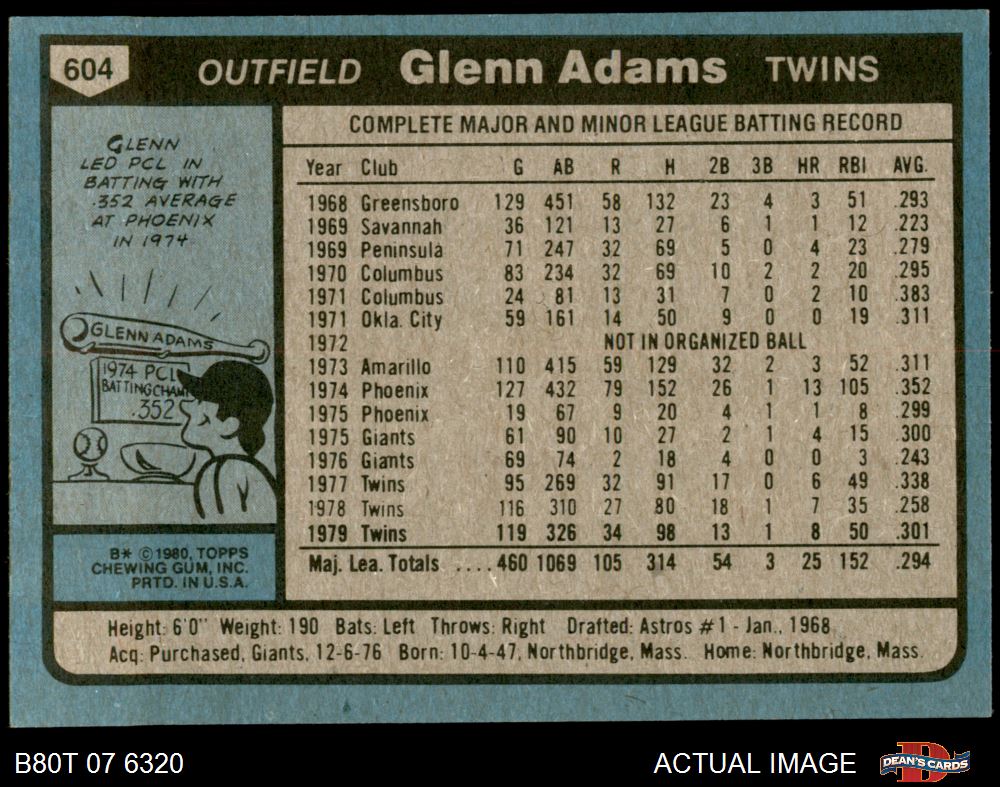 604 OUTFIELD Glenn Adams TWINS
GLENN
LED PCL IN
BATTING WITH
.352 AVERAGE
AT PHOENIX
IN 1974
GLENN ADAMS
1974 PCL
BATTING CHAM
.352
B* ©1980, TOPPS
CHEWING GUM, INC.
PRTD. IN U.S.A.
COMPLETE MAJOR AND MINOR LEAGUE BATTING RECORD
Year Club G AB R H 2B 3B HR RBI AVG.
1968 Greensboro 129 451 58 132 23 4 3 51 .293
1969 Savannah 36 121 13 27 6 1 1 12 .223
1969 Peninsula 71 247 32 69 5 0 4 23 .279
1970 Columbus 83 234 32 69 10 2 2 20 .295
1971 Columbus 24 81 13 31 7 0 2 10 .383
1971 Okla. City 59 161 14 50 9 0 0 19 .311
1972 NOT IN ORGANIZED BALL
1973 Amarillo 110 415 59 129 32 2 3 52 .311
1974 Phoenix 127 432 79 152 26 1 13 105 .352
1975 Phoenix 19 67 9 20 4 1 1 8 .299
1975 Giants 61 90 10 27 2 1 4 15 .300
1976 Giants 69 74 2 18 4 0 0 3 .243
1977 Twins 95 269 32 91 17 0 6 49 .338
1978 Twins 116 310 27 80 18 1 7 35 .258
1979 Twins 119 326 34 98 13 1 8 50 .301
Maj. Lea. Totals ....460 1069 105 314 54 3 25 152 .294
Height: 6'0" Weight: 190 Bats: Left Throws: Right Drafted: Astros #1 - Jan., 1968
Acq: Purchased, Giants, 12-6-76 Born: 10-4-47, Northbridge, Mass. Home: Northbridge, Mass.
B80T 07 6320 ACTUAL IMAGE DEAN'S CARDS